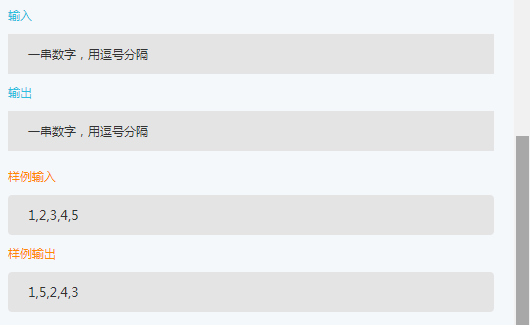 输入
一串数字，用逗号分隔
输出
一串数字，用逗号分隔
样例输入
1,2,3,4,5
样例输出
1,5,2,4,3